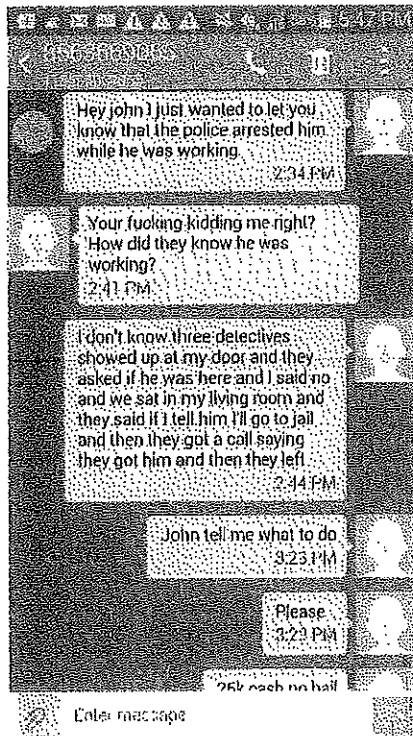 5:47 PM
Hey john I just wanted to let you
know that the police arrested him
while he was working
2:34 PM
Your fucking kidding me right?
How did they know he was
working?
2:41 PM
I don't know three detectives
showed up at my door and they
asked if he was here and I said no
and we sat in my living room and
they said if I tell him I'll go to jail
and then they got a call saying
they got him and then they left
2:44 PM
John tell me what to do
3:23 PM
Please
3:23 PM
25k cash no bail
Enter message